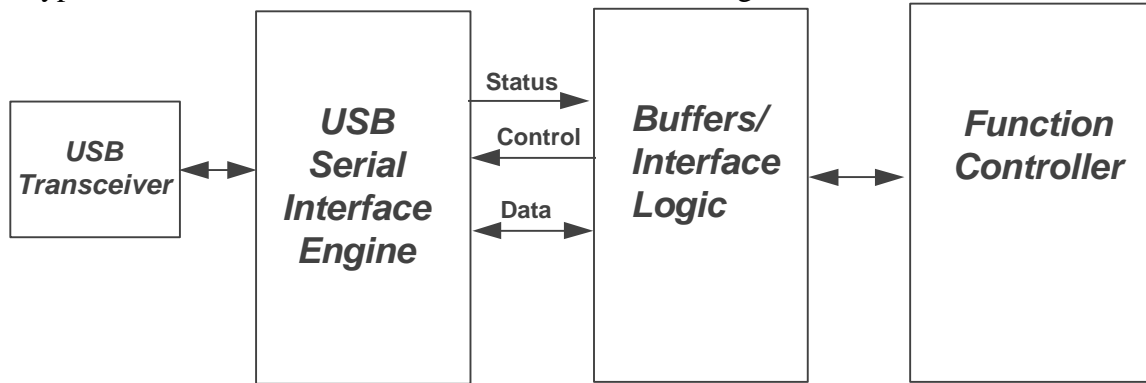 USB
Transceiver
USB
Serial
Interface
Engine
Status
Control
Data
Buffers/
Interface
Logic
Function
Controller